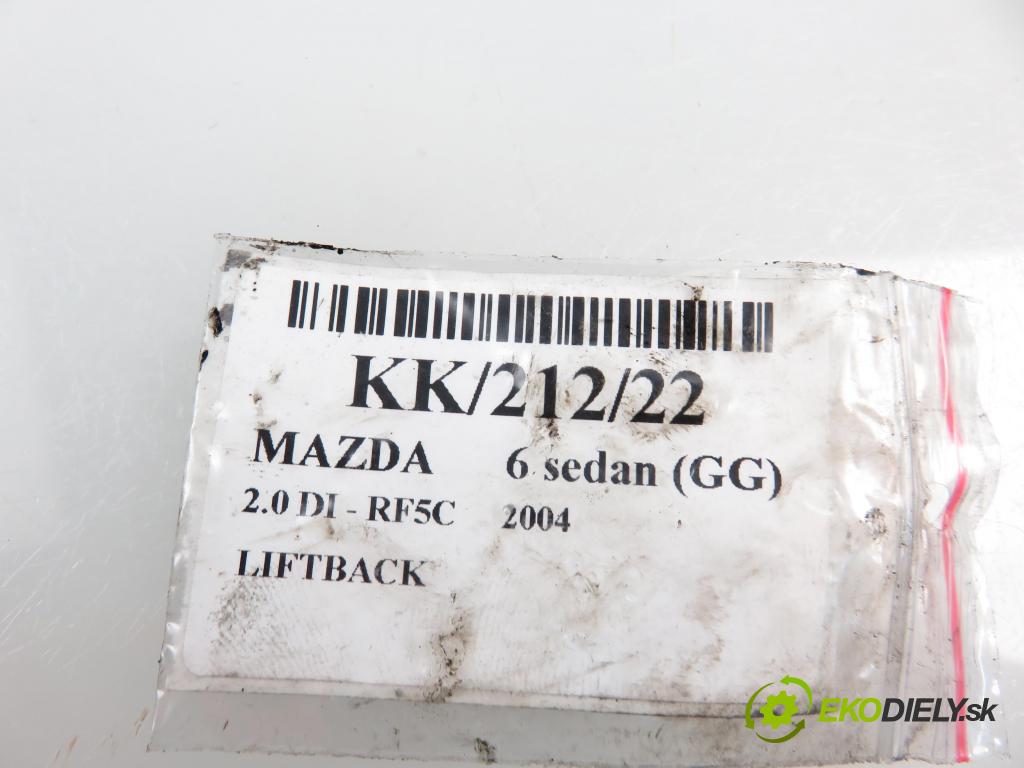 KK/212/22
MAZDA 6 sedan (GG)
2.0 DI - RF5C 2004
LIFTBACK
EKODIELY.sk